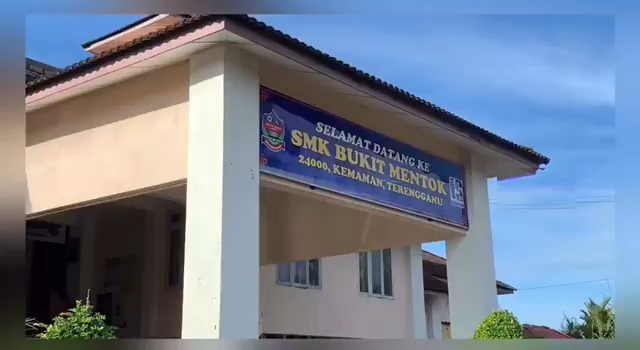 SELAMAT DATANG KE
SMK BUKIT MENTOK
24000, KEMAMAN, TERENGGANU